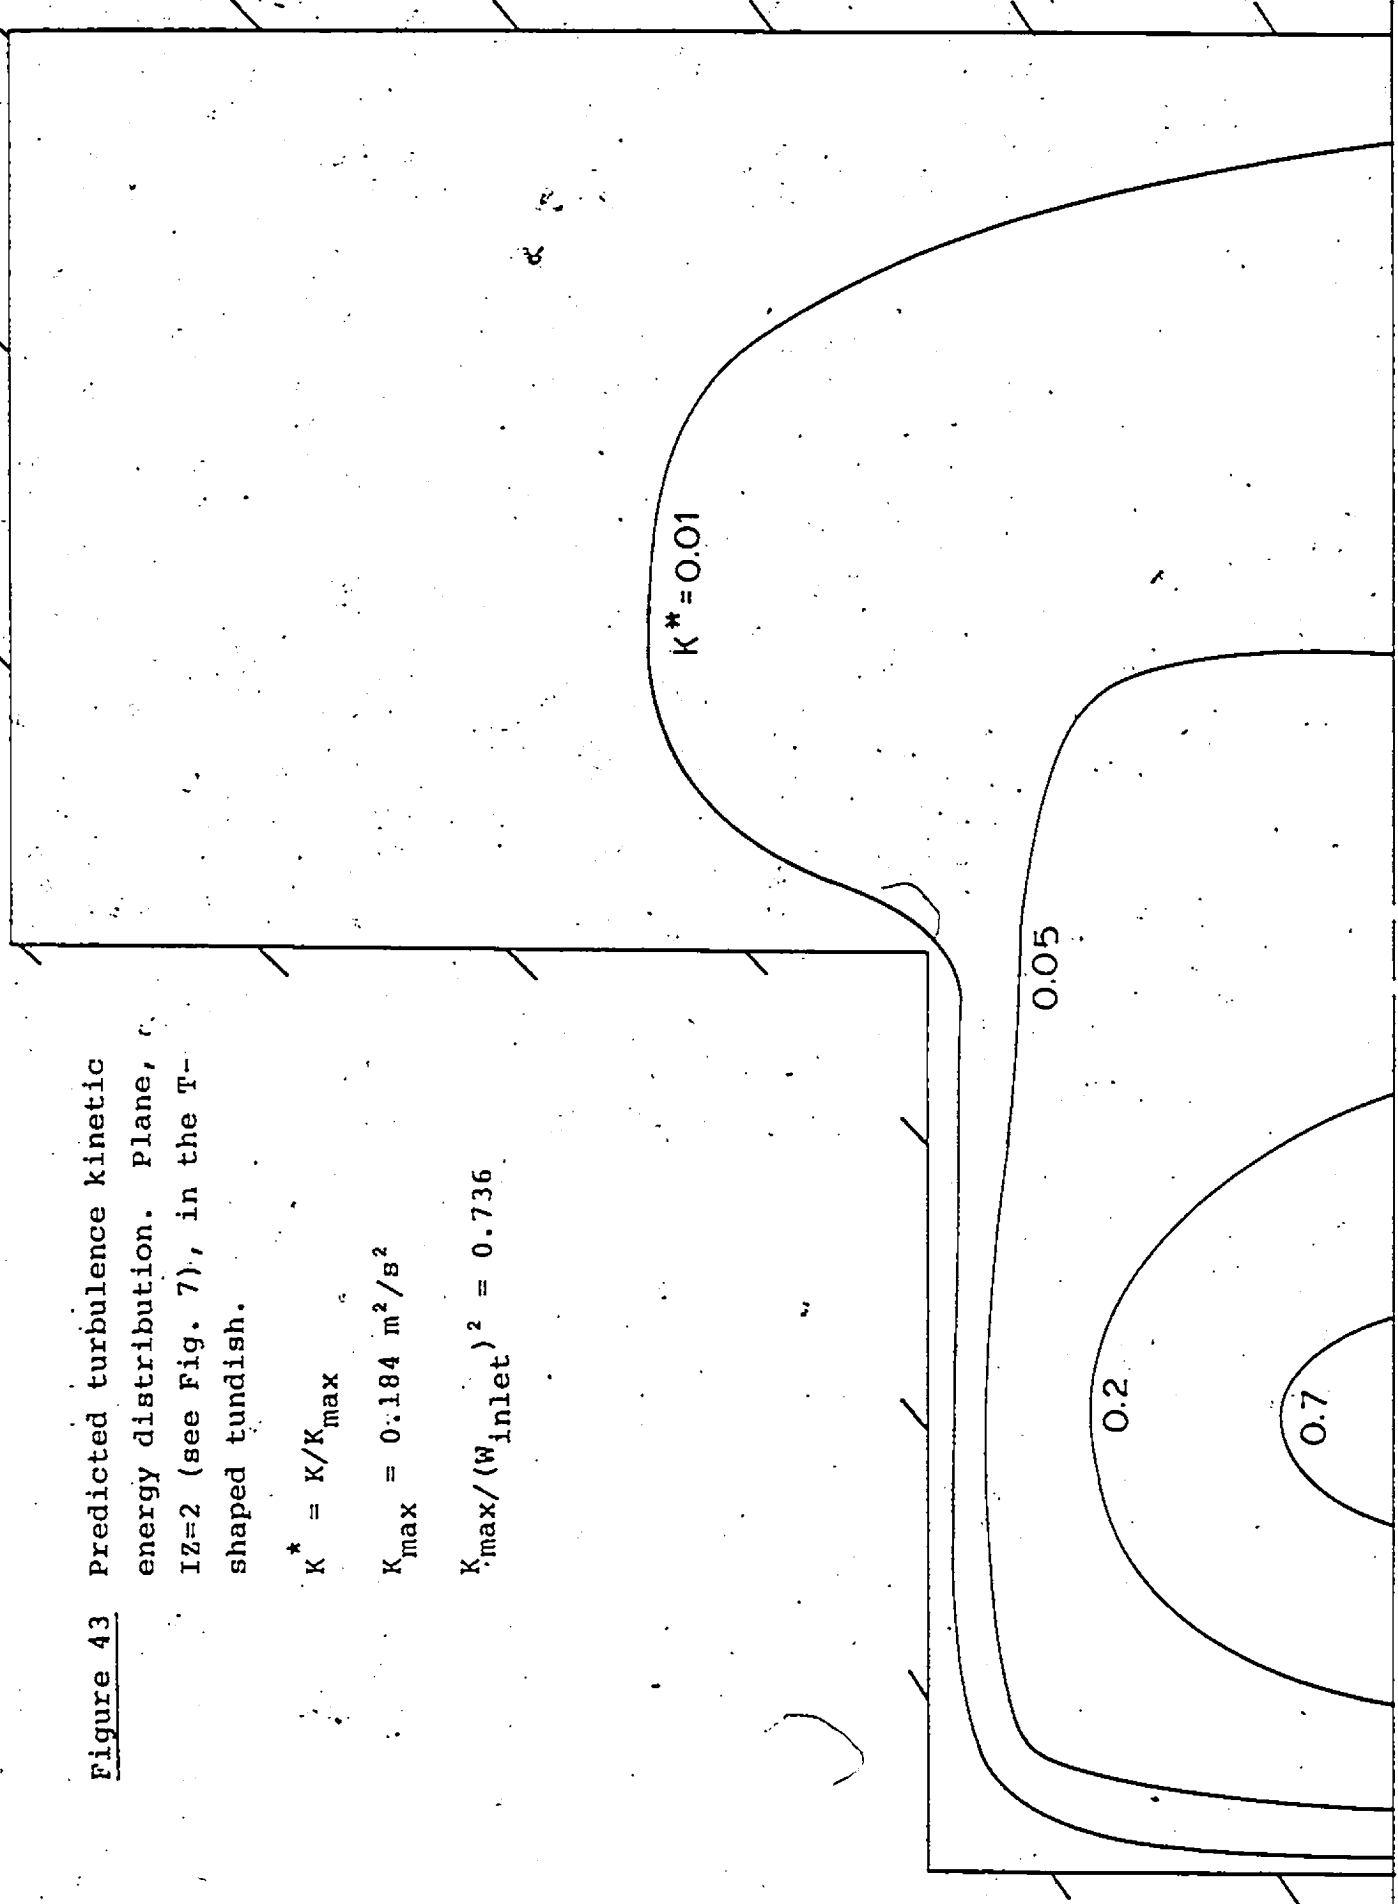 Figure 43 Predicted turbulence kinetic
energy distribution. Plane,
IZ=2 (see Fig. 7), in the T-
shaped tundish.
K* = K/Kmax
Kmax = 0.184 m²/s²
Kmax/(Winlet)² = 0.736
K* = 0.01
0.05
0.2
0.7